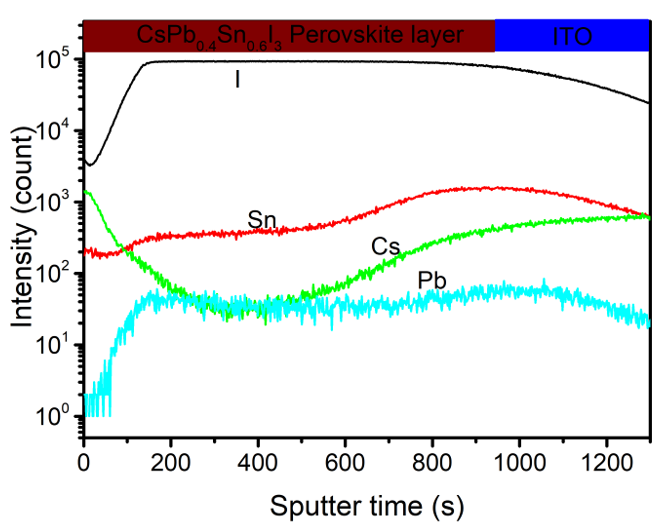 CsPb0.4Sn0.6I3 Perovskite layer
ITO
10^5
10^4
10^3
10^2
10^1
10^0
I
Sn
Cs
Pb
Intensity (count)
0 200 400 600 800 1000 1200
Sputter time (s)